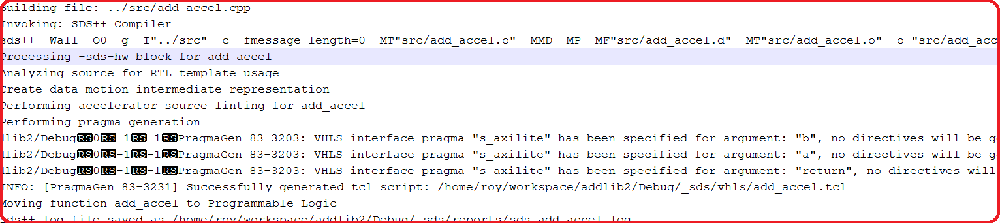 Building file: ../src/add_accel.cpp
Invoking: SDS++ Compiler
sds++ -Wall -O0 -g -I"../src" -c -fmessage-length=0 -MT"src/add_accel.o" -MMD -MP -MF"src/add_accel.d" -MT"src/add_accel.o" -o "src/add_acc
Processing -sds-hw block for add_accel
Analyzing source for RTL template usage
Create data motion intermediate representation
Performing accelerator source linting for add_accel
Performing pragma generation
dlib2/DebugRS0RS-1RS-1RSPragmaGen 83-3203: VHLS interface pragma "s_axilite" has been specified for argument: "b", no directives will be g
dlib2/DebugRS0RS-1RS-1RSPragmaGen 83-3203: VHLS interface pragma "s_axilite" has been specified for argument: "a", no directives will be g
dlib2/DebugRS0RS-1RS-1RSPragmaGen 83-3203: VHLS interface pragma "s_axilite" has been specified for argument: "return", no directives will
INFO: [PragmaGen 83-3231] Successfully generated tcl script: /home/roy/workspace/addlib2/Debug/_sds/vhls/add_accel.tcl
Moving function add_accel to Programmable Logic
sds++ log file saved as /home/roy/workspace/addlib2/Debug/_sds/reports/sds_add_accel.log